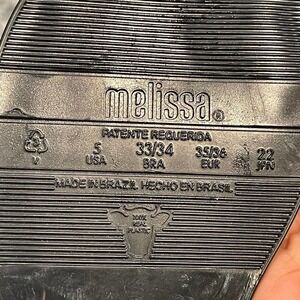 melissa®
PATENTE REQUERIDA
5 33/34 35/36 22
V USA BRA EUR JPN
MADE IN BRAZIL HECHO EN BRASIL
100%
REAL
PLASTIC